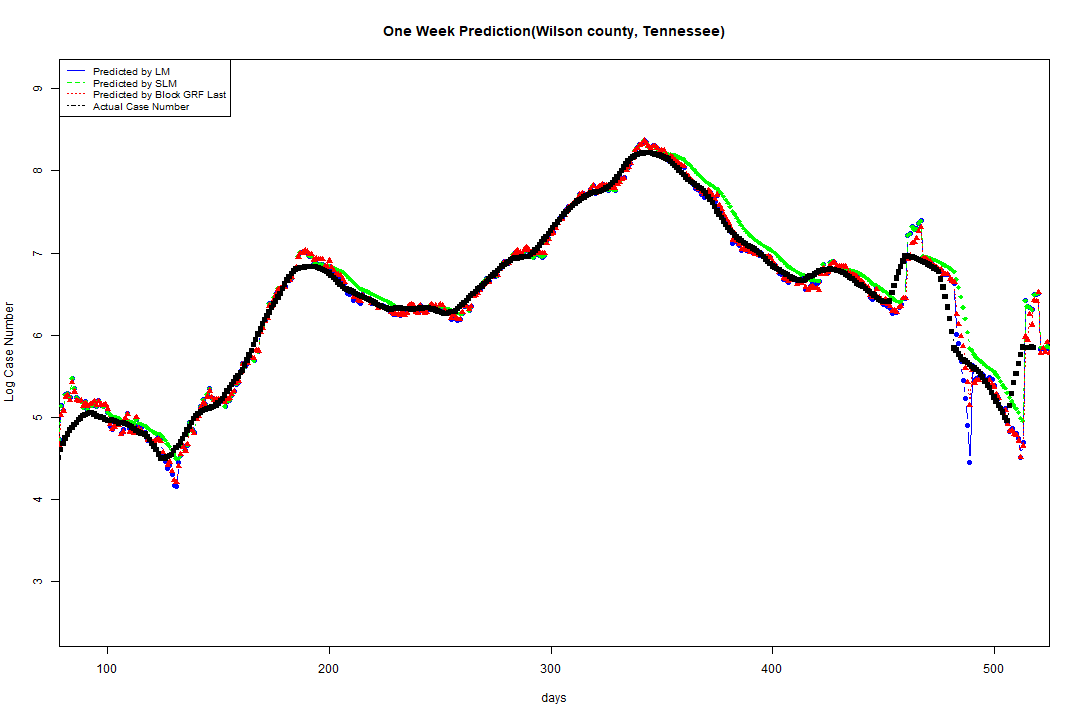 One Week Prediction(Wilson county, Tennessee)
Predicted by LM
Predicted by SLM
Predicted by Block GRF Last
Actual Case Number
9
8
7
6
5
4
3
Log Case Number
100 200 300 400 500
days